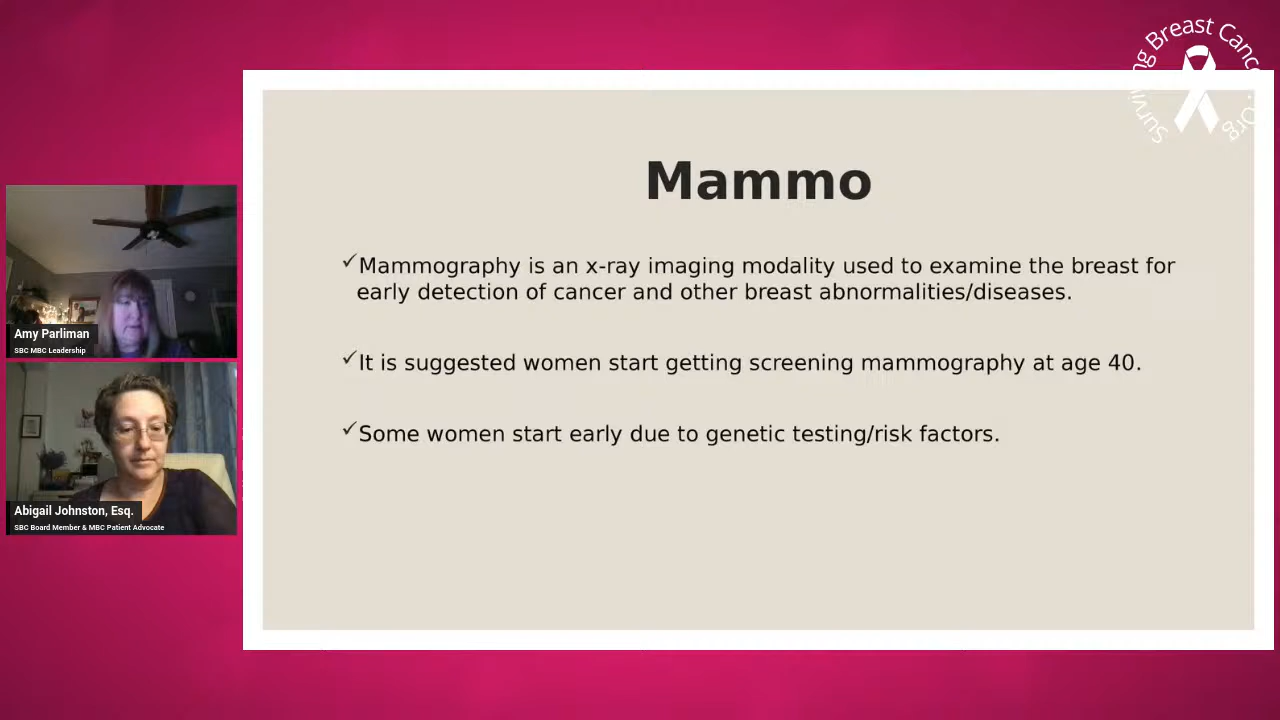 Surviving Breast Cancer.Org
Mammo
✓Mammography is an x-ray imaging modality used to examine the breast for
early detection of cancer and other breast abnormalities/diseases.
✓It is suggested women start getting screening mammography at age 40.
✓Some women start early due to genetic testing/risk factors.
Amy Parliman
SBC MBC Leadership
Abigail Johnston, Esq.
SBC Board Member & MBC Patient Advocate